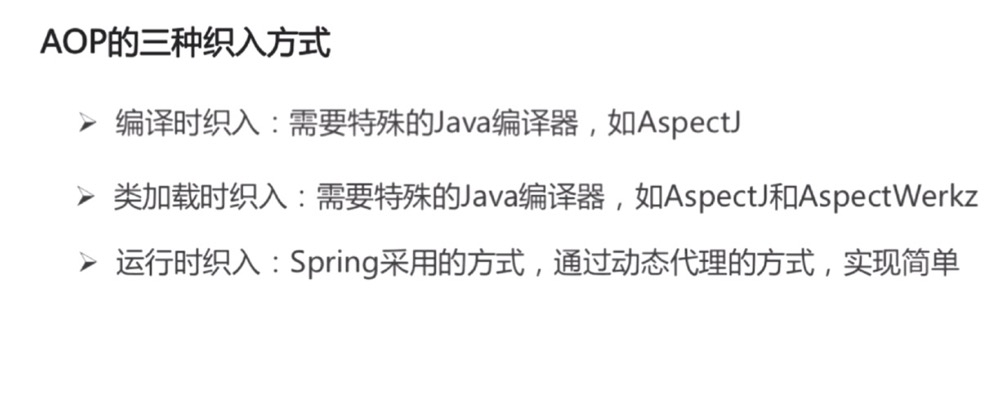 AOP的三种织入方式
➢ 编译时织入：需要特殊的Java编译器，如AspectJ
➢ 类加载时织入：需要特殊的Java编译器，如AspectJ和AspectWerkz
➢ 运行时织入：Spring采用的方式，通过动态代理的方式，实现简单